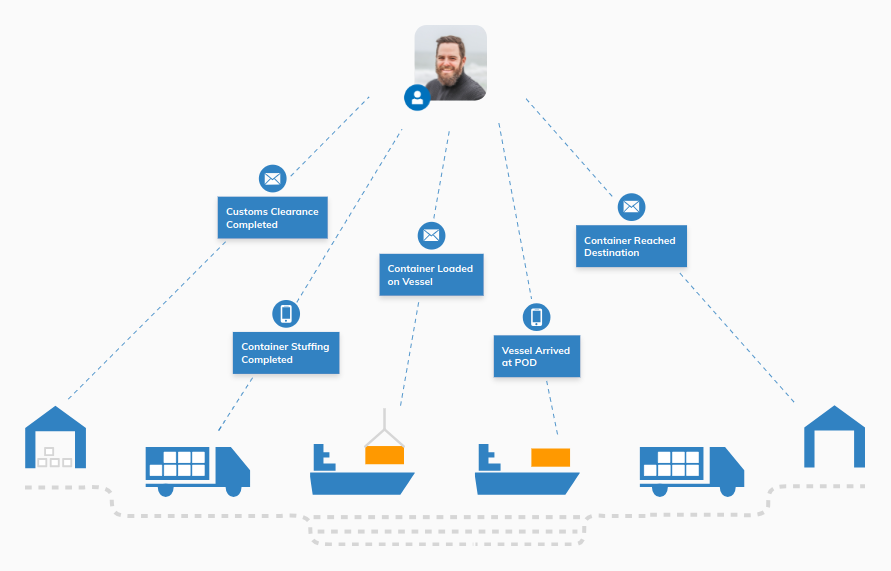 Customs Clearance
Completed
Container Loaded
on Vessel
Container Reached
Destination
Container Stuffing
Completed
Vessel Arrived
at POD